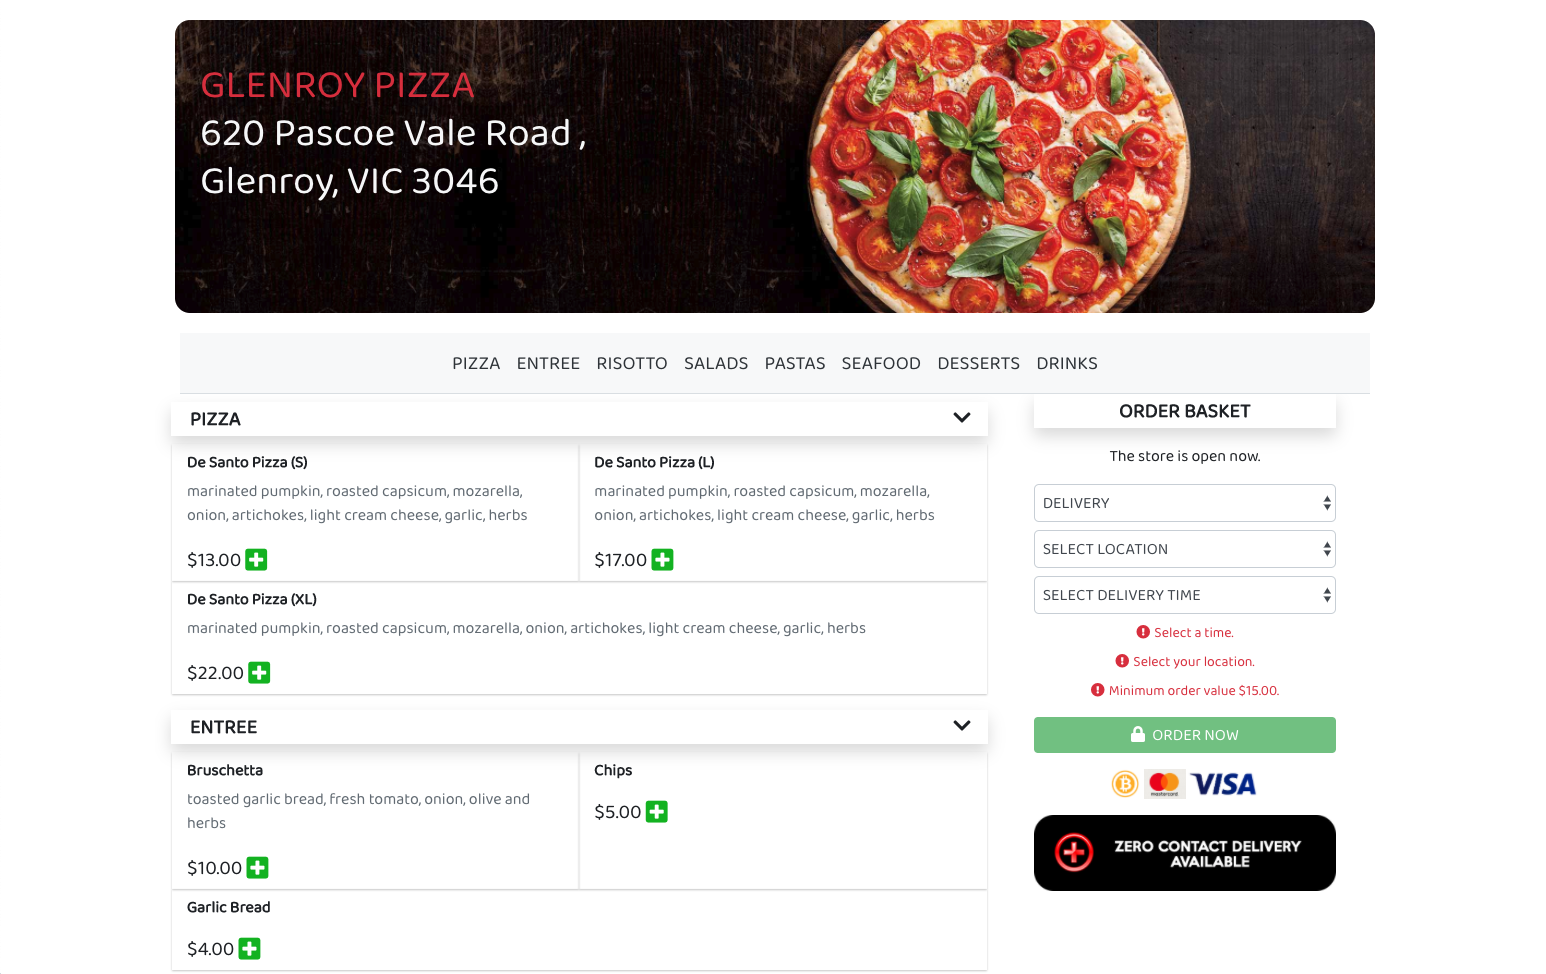 GLENROY PIZZA
620 Pascoe Vale Road ,
Glenroy, VIC 3046
PIZZA ENTREE RISOTTO SALADS PASTAS SEAFOOD DESSERTS DRINKS
PIZZA
De Santo Pizza (S)
marinated pumpkin, roasted capsicum, mozarella,
onion, artichokes, light cream cheese, garlic, herbs
$13.00
De Santo Pizza (L)
marinated pumpkin, roasted capsicum, mozarella,
onion, artichokes, light cream cheese, garlic, herbs
$17.00
De Santo Pizza (XL)
marinated pumpkin, roasted capsicum, mozarella, onion, artichokes, light cream cheese, garlic, herbs
$22.00
ENTREE
Bruschetta
toasted garlic bread, fresh tomato, onion, olive and
herbs
$10.00
Chips
$5.00
Garlic Bread
$4.00
ORDER BASKET
The store is open now.
DELIVERY
SELECT LOCATION
SELECT DELIVERY TIME
Select a time.
Select your location.
Minimum order value $15.00.
ORDER NOW
mastercard
VISA
ZERO CONTACT DELIVERY
AVAILABLE